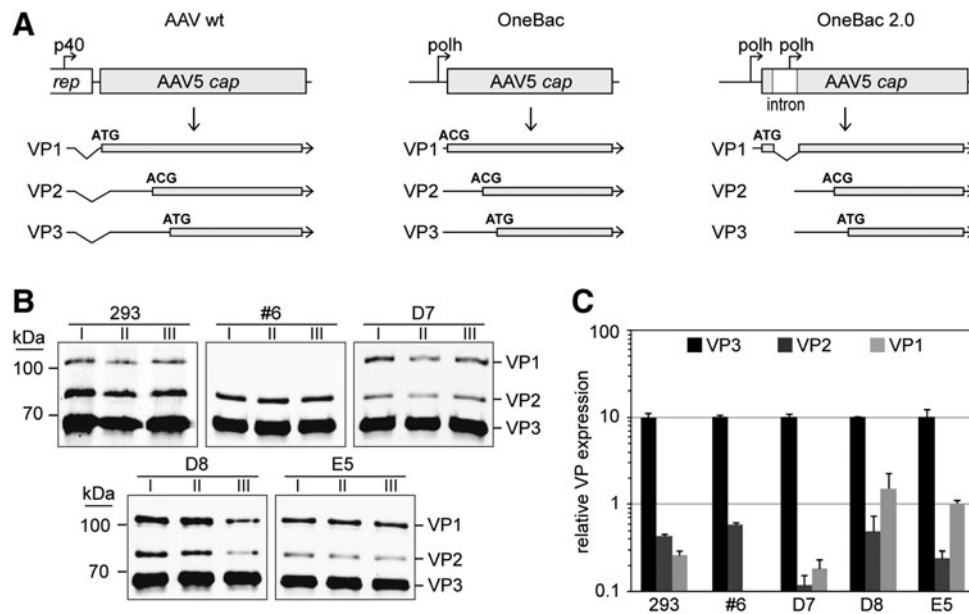 A
AAV wt
OneBac
OneBac 2.0
p40
polh
polh
polh
rep
AAV5 cap
AAV5 cap
AAV5 cap
intron
ATG
ACG
ATG
VP1
VP1
VP1
ACG
ACG
ACG
VP2
VP2
VP2
ATG
ATG
ATG
VP3
VP3
VP3
B
293
#6
D7
kDa
I II III
I II III
I II III
100
70
VP1
VP2
VP3
D8
E5
kDa
I II III
I II III
100
70
VP1
VP2
VP3
C
relative VP expression
100
10
1
0.1
VP3 VP2 VP1
293 #6 D7 D8 E5